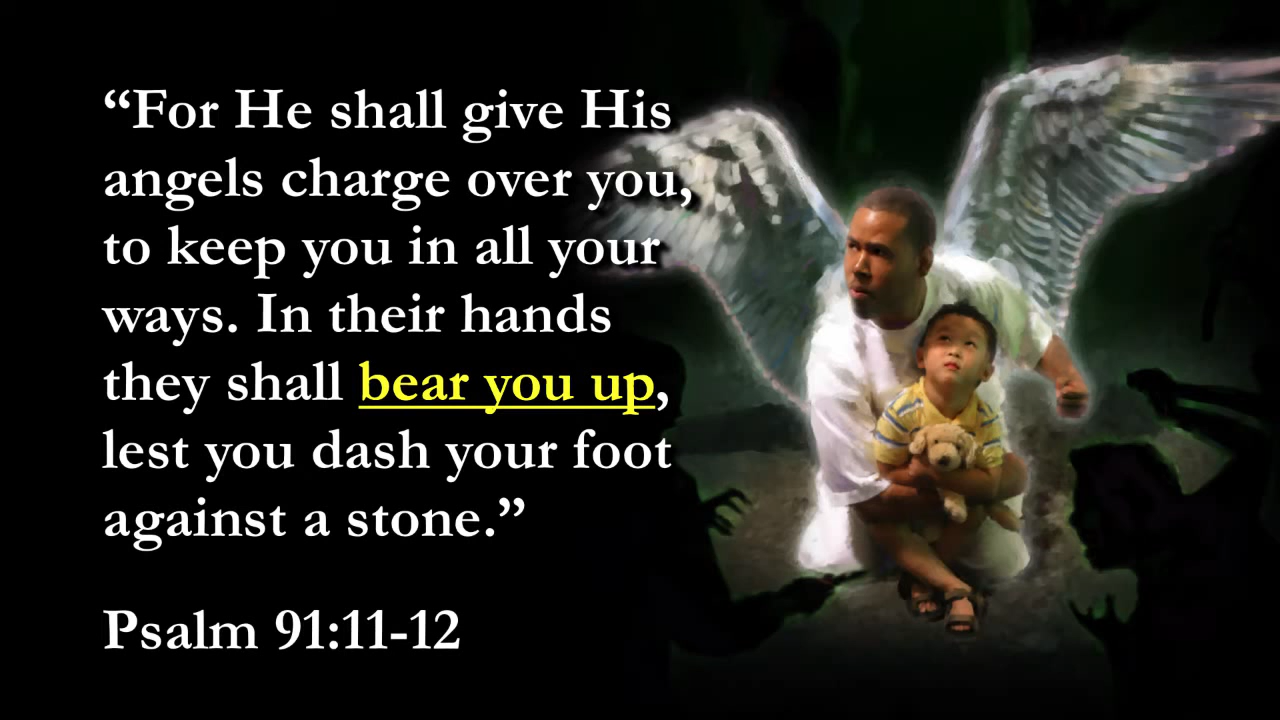 “For He shall give His
angels charge over you,
to keep you in all your
ways. In their hands
they shall bear you up,
lest you dash your foot
against a stone.”
Psalm 91:11-12